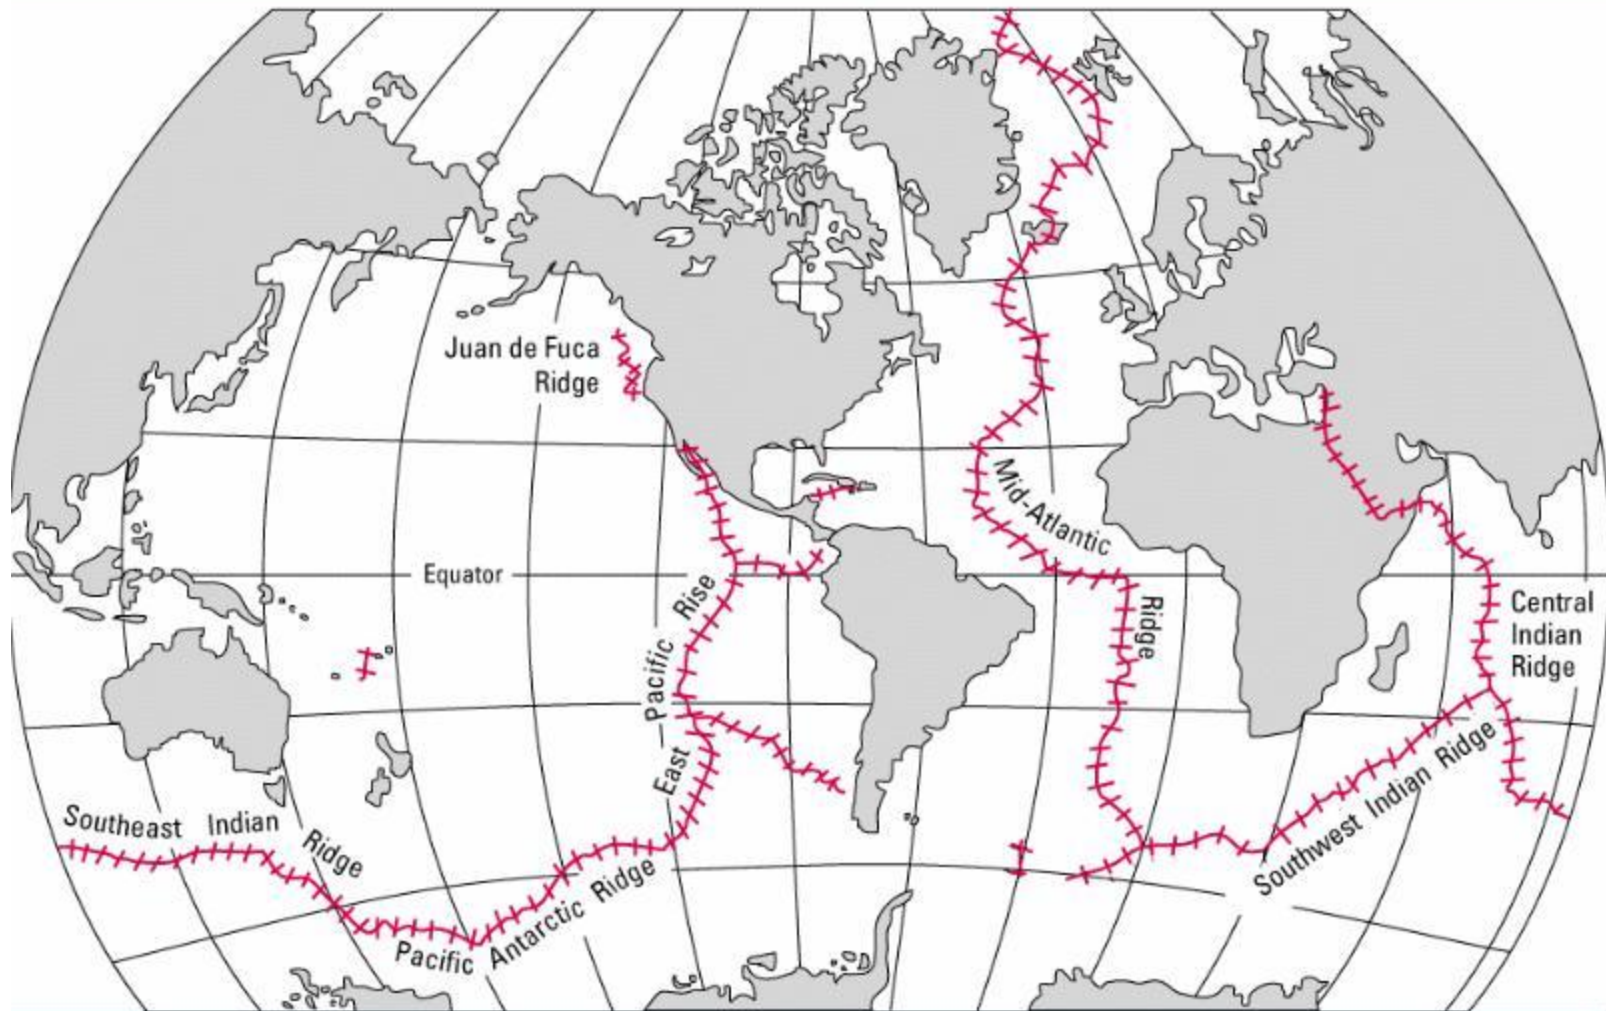 Juan de Fuca
Ridge
Mid-Atlantic
Ridge
Equator
East Pacific Rise
Central
Indian
Ridge
Southeast Indian Ridge
Southwest Indian Ridge
Pacific Antarctic Ridge